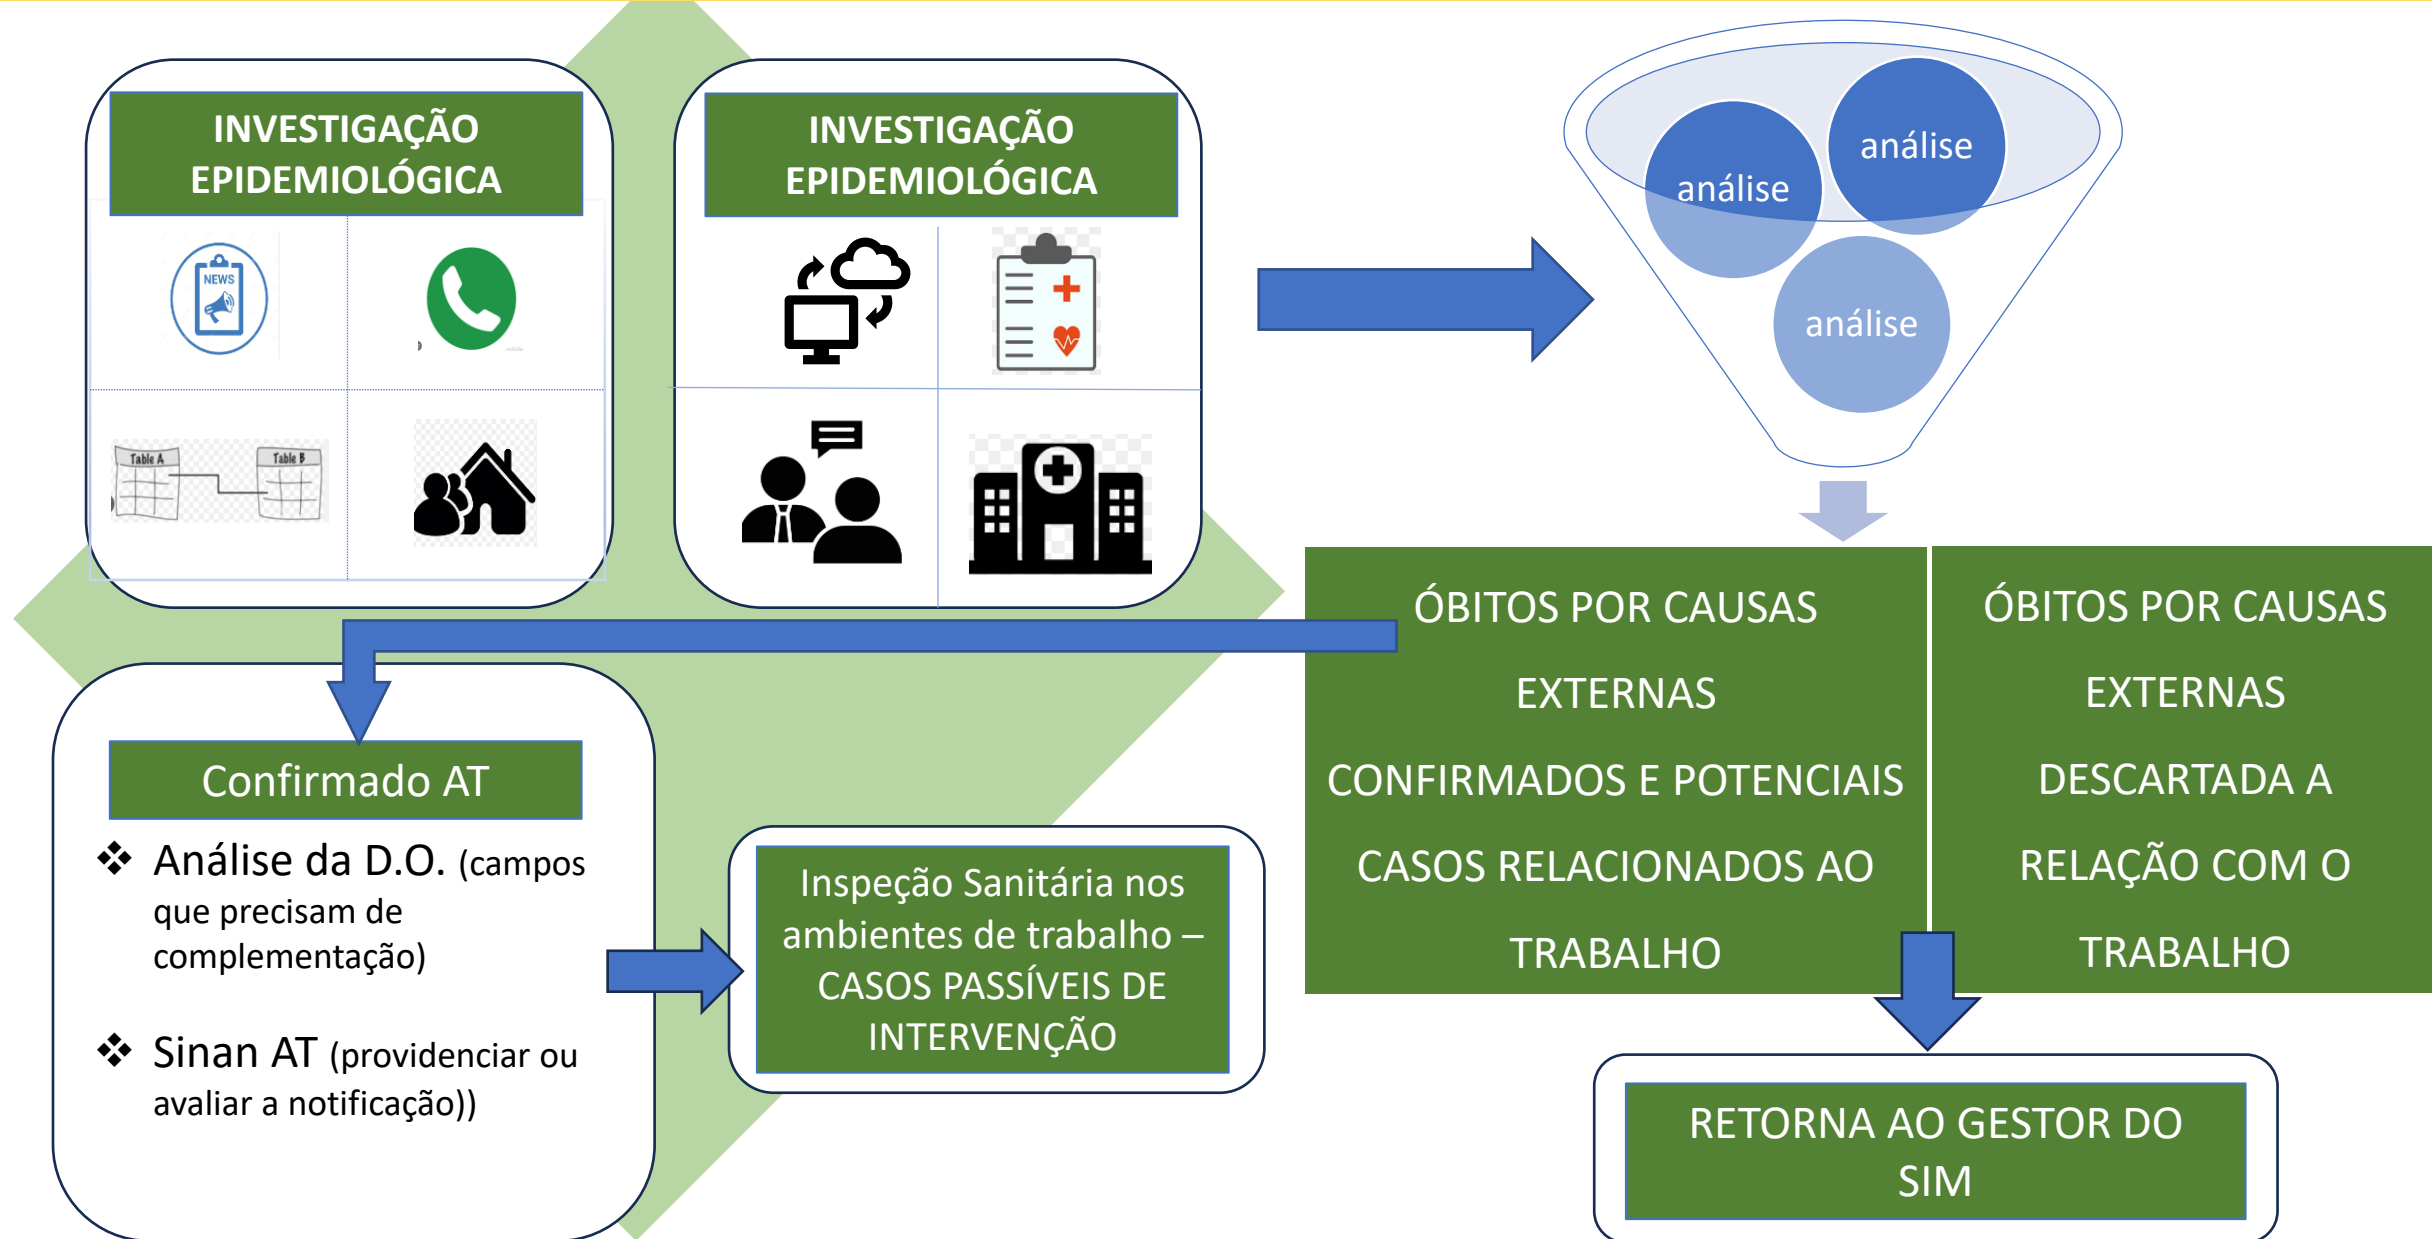 INVESTIGAÇÃO
EPIDEMIOLÓGICA
NEWS
Table A
Table B
INVESTIGAÇÃO
EPIDEMIOLÓGICA
análise
análise
análise
ÓBITOS POR CAUSAS
EXTERNAS
CONFIRMADOS E POTENCIAIS
CASOS RELACIONADOS AO
TRABALHO
ÓBITOS POR CAUSAS
EXTERNAS
DESCARTADA A
RELAÇÃO COM O
TRABALHO
Confirmado AT
❖ Análise da D.O. (campos
que precisam de
complementação)
❖ Sinan AT (providenciar ou
avaliar a notificação))
Inspeção Sanitária nos
ambientes de trabalho –
CASOS PASSÍVEIS DE
INTERVENÇÃO
RETORNA AO GESTOR DO
SIM